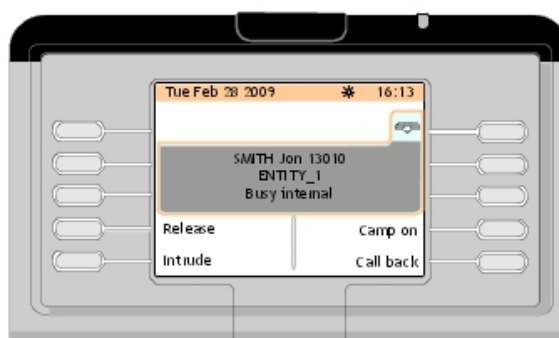 Tue Feb 28 2009 16:13
SMITH Jon 13010
ENTITY_1
Busy internal
Release Camp on
Intrude Call back